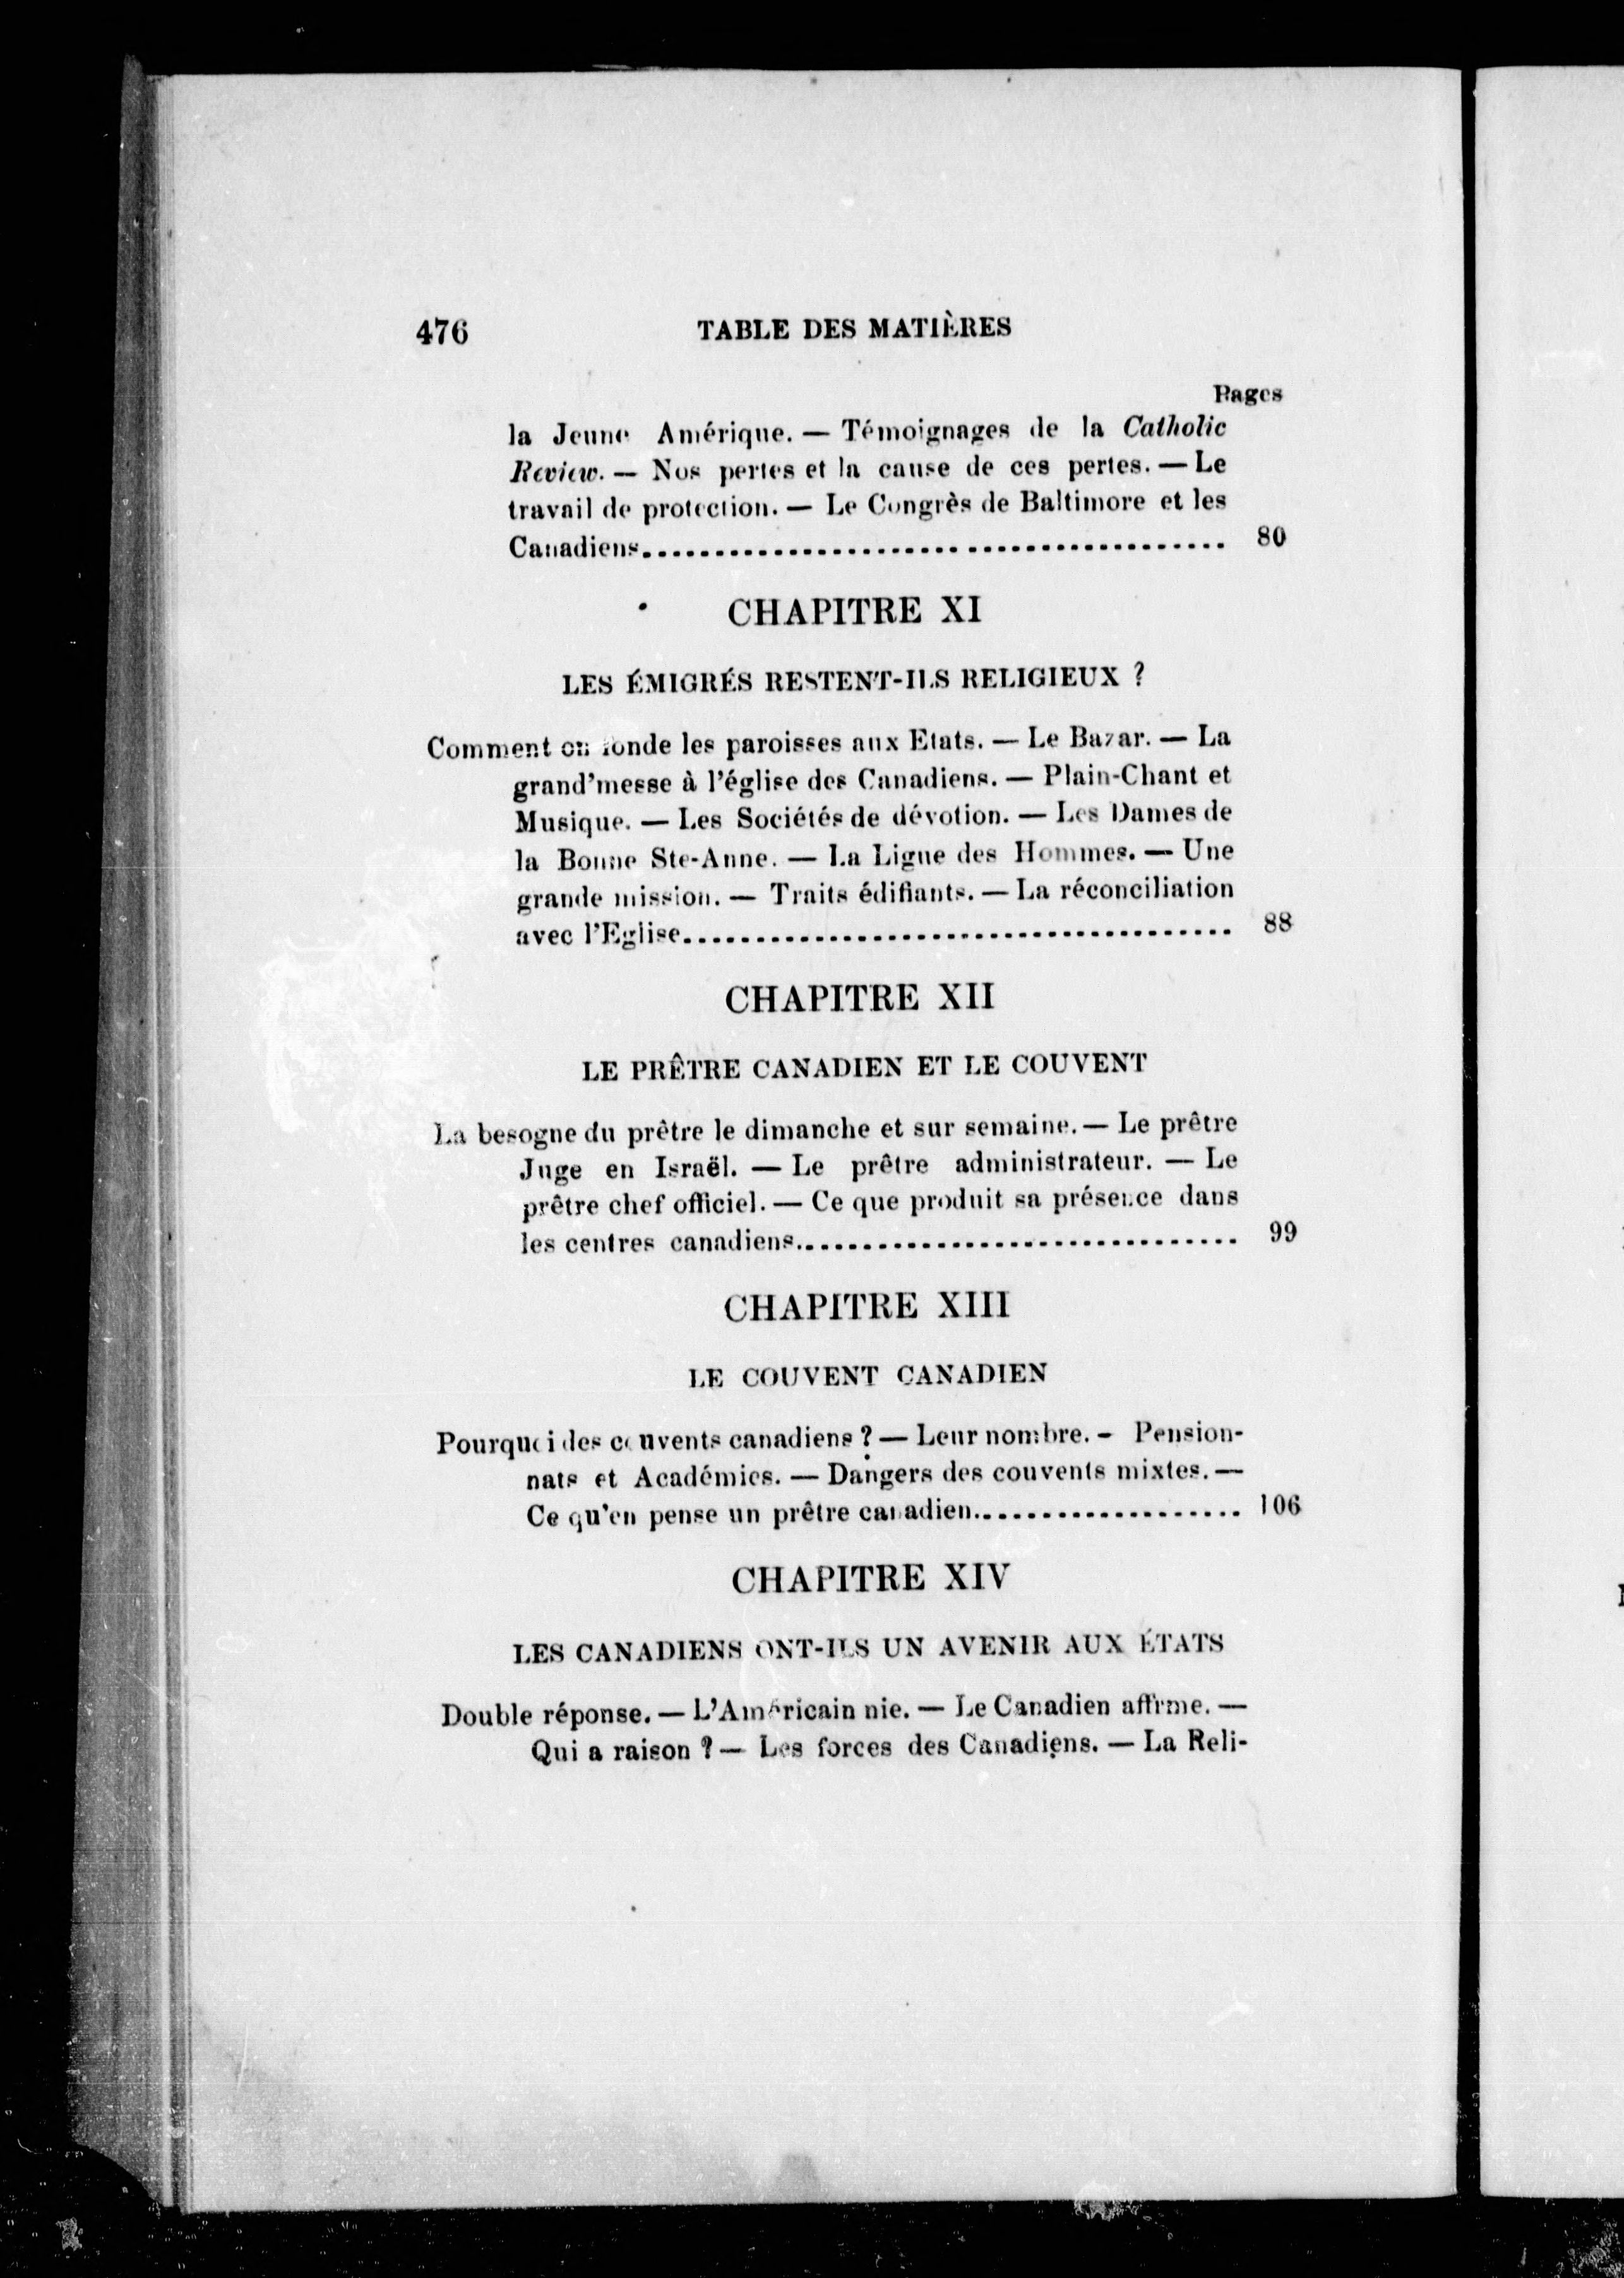 476 TABLE DES MATIÈRES
Pages
la Jeune Amérique. — Témoignages de la Catholic
Review. — Nos pertes et la cause de ces pertes. — Le
travail de protection. — Le Congrès de Baltimore et les
Canadiens........................................ 80
CHAPITRE XI
LES ÉMIGRÉS RESTENT-ILS RELIGIEUX ?
Comment on fonde les paroisses aux Etats. — Le Bazar. — La
grand'messe à l'église des Canadiens. — Plain-Chant et
Musique. — Les Sociétés de dévotion. — Les Dames de
la Bonne Ste-Anne. — La Ligue des Hommes. — Une
grande mission. — Traits édifiants. — La réconciliation
avec l'Eglise...................................... 88
CHAPITRE XII
LE PRÊTRE CANADIEN ET LE COUVENT
La besogne du prêtre le dimanche et sur semaine. — Le prêtre
Juge en Israël. — Le prêtre administrateur. — Le
prêtre chef officiel. — Ce que produit sa présence dans
les centres canadiens............................... 99
CHAPITRE XIII
LE COUVENT CANADIEN
Pourquoi des couvents canadiens ? — Leur nombre. – Pension-
nats et Académies. — Dangers des couvents mixtes. —
Ce qu'en pense un prêtre canadien................... 106
CHAPITRE XIV
LES CANADIENS ONT-ILS UN AVENIR AUX ÉTATS
Double réponse. — L'Américain nie. — Le Canadien affirme. —
Qui a raison ? — Les forces des Canadiens. — La Reli-